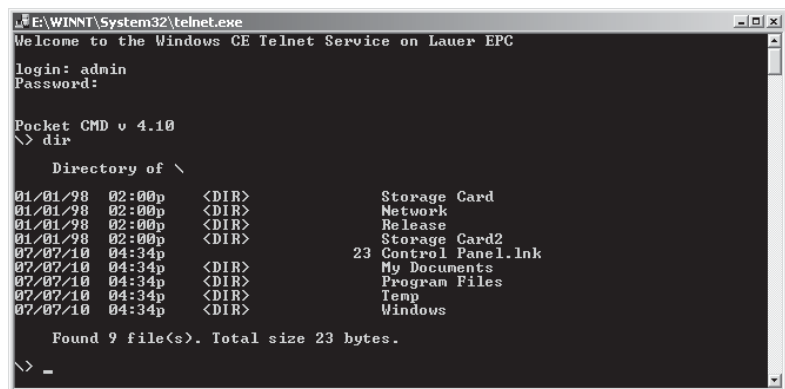 E:\WINNT\System32\telnet.exe
Welcome to the Windows CE Telnet Service on Lauer EPC
login: admin
Password:
Pocket CMD v 4.10
\> dir
Directory of \
01/01/98 02:00p <DIR> Storage Card
01/01/98 02:00p <DIR> Network
01/01/98 02:00p <DIR> Release
01/01/98 02:00p <DIR> Storage Card2
07/07/10 04:34p 23 Control Panel.lnk
07/07/10 04:34p <DIR> My Documents
07/07/10 04:34p <DIR> Program Files
07/07/10 04:34p <DIR> Temp
07/07/10 04:34p <DIR> Windows
Found 9 file(s). Total size 23 bytes.
\> _